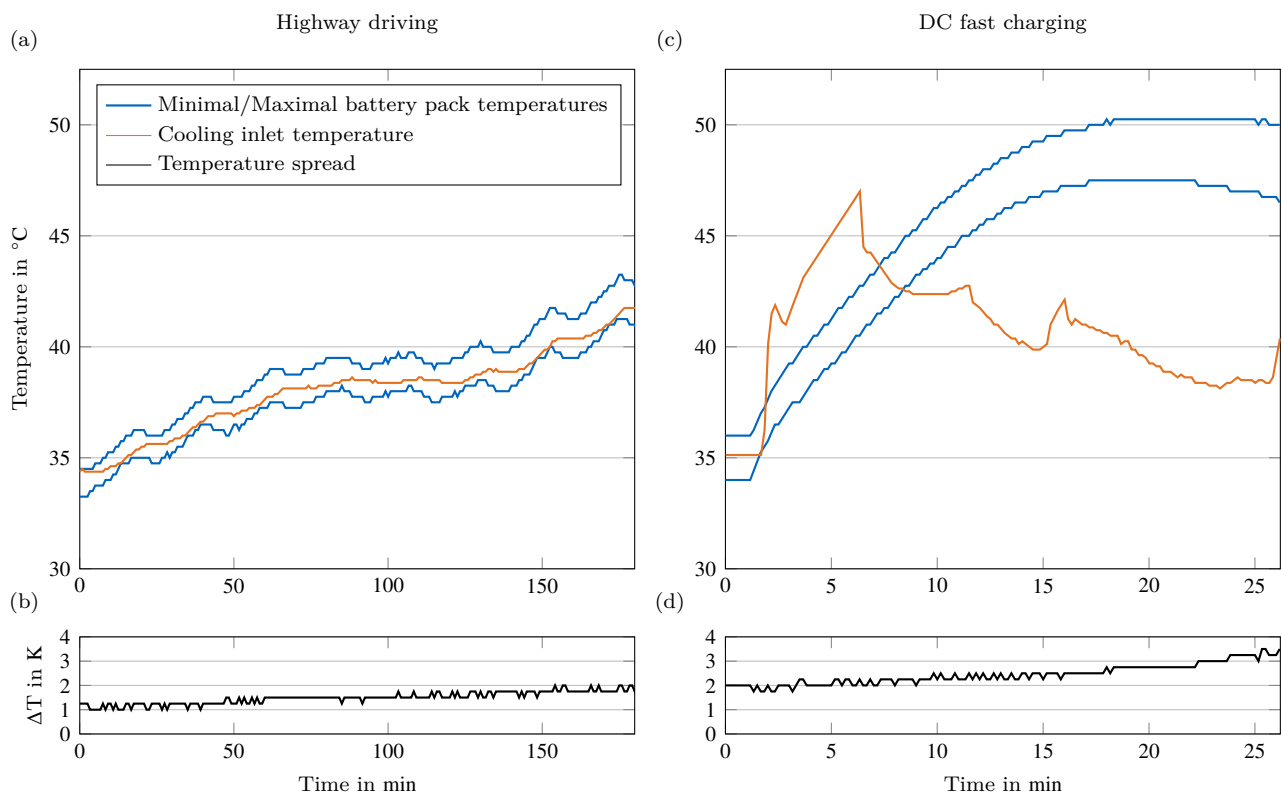 Highway driving
(a)
Minimal/Maximal battery pack temperatures
Cooling inlet temperature
Temperature spread
Temperature in °C
50
45
40
35
30
0 50 100 150
(b)
ΔT in K
4
3
2
1
0
0 50 100 150
Time in min
DC fast charging
(c)
50
45
40
35
30
0 5 10 15 20 25
(d)
4
3
2
1
0
0 5 10 15 20 25
Time in min